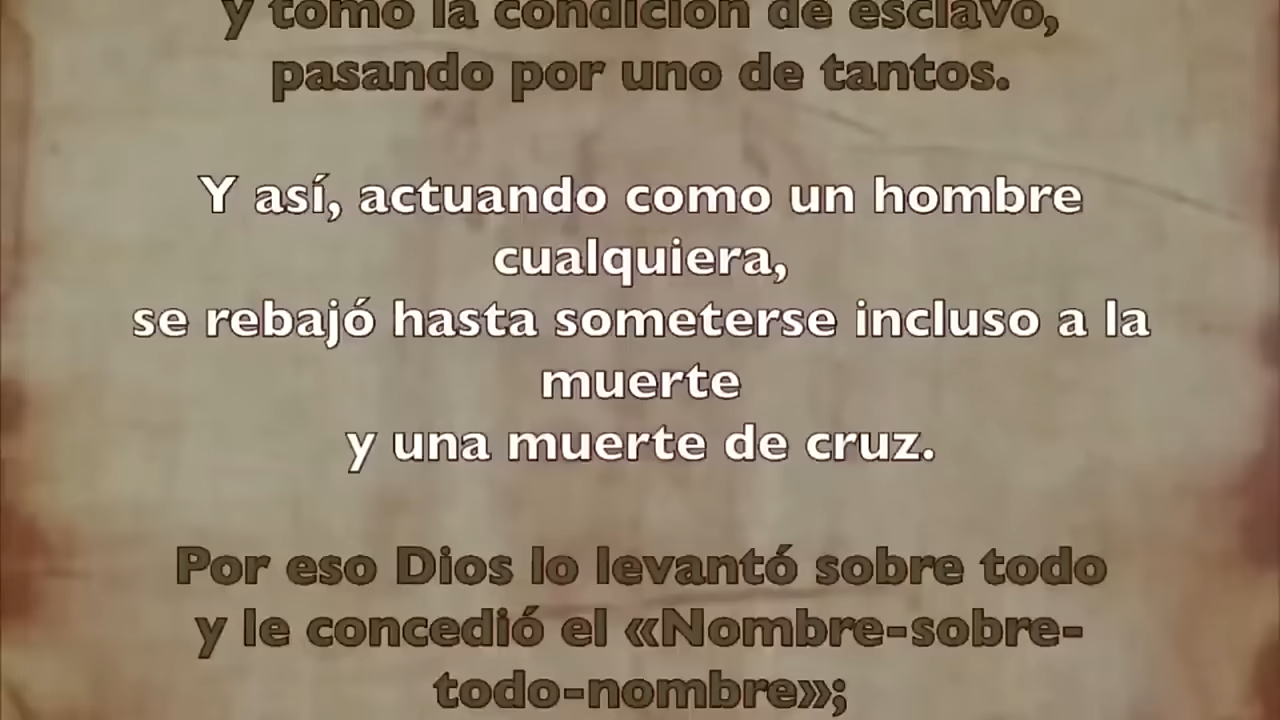 y tomó la condición de esclavo,
pasando por uno de tantos.
Y así, actuando como un hombre
cualquiera,
se rebajó hasta someterse incluso a la
muerte
y una muerte de cruz.
Por eso Dios lo levantó sobre todo
y le concedió el «Nombre-sobre-
todo-nombre»;